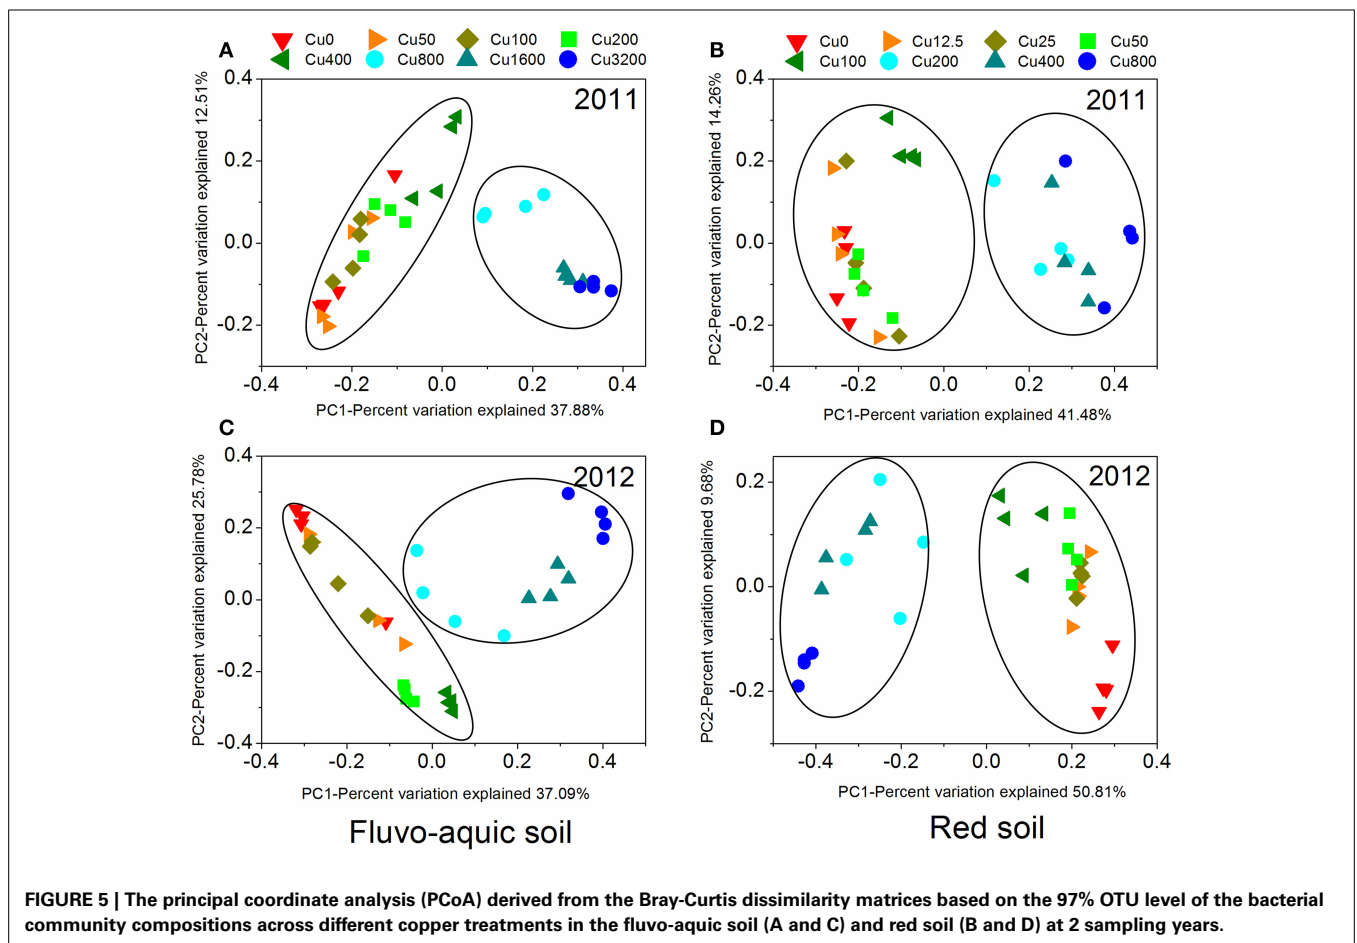 A
Cu0 Cu50 Cu100 Cu200
Cu400 Cu800 Cu1600 Cu3200
2011
PC2-Percent variation explained 12.51%
0.4
0.2
0.0
-0.2
-0.4 -0.2 0.0 0.2 0.4
PC1-Percent variation explained 37.88%
B
Cu0 Cu12.5 Cu25 Cu50
Cu100 Cu200 Cu400 Cu800
2011
PC2-Percent variation explained 14.26%
0.4
0.2
0.0
-0.2
-0.4 -0.2 0.0 0.2 0.4
PC1-Percent variation explained 41.48%
C
2012
PC2-Percent variation explained 25.78%
0.4
0.2
0.0
-0.2
-0.4
-0.4 -0.2 0.0 0.2 0.4
PC1-Percent variation explained 37.09%
Fluvo-aquic soil
D
2012
PC2-Percent variation explained 9.68%
0.2
0.0
-0.2
-0.4 -0.2 0.0 0.2 0.4
PC1-Percent variation explained 50.81%
Red soil
FIGURE 5 | The principal coordinate analysis (PCoA) derived from the Bray-Curtis dissimilarity matrices based on the 97% OTU level of the bacterial
community compositions across different copper treatments in the fluvo-aquic soil (A and C) and red soil (B and D) at 2 sampling years.